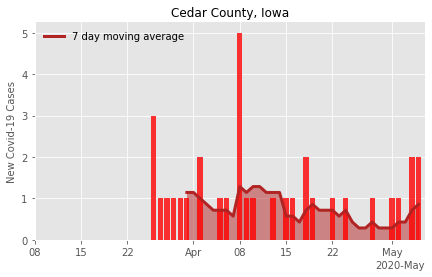 Cedar County, Iowa
7 day moving average
New Covid-19 Cases
5
4
3
2
1
0
08 15 22 Apr 08 15 22 May
2020-May